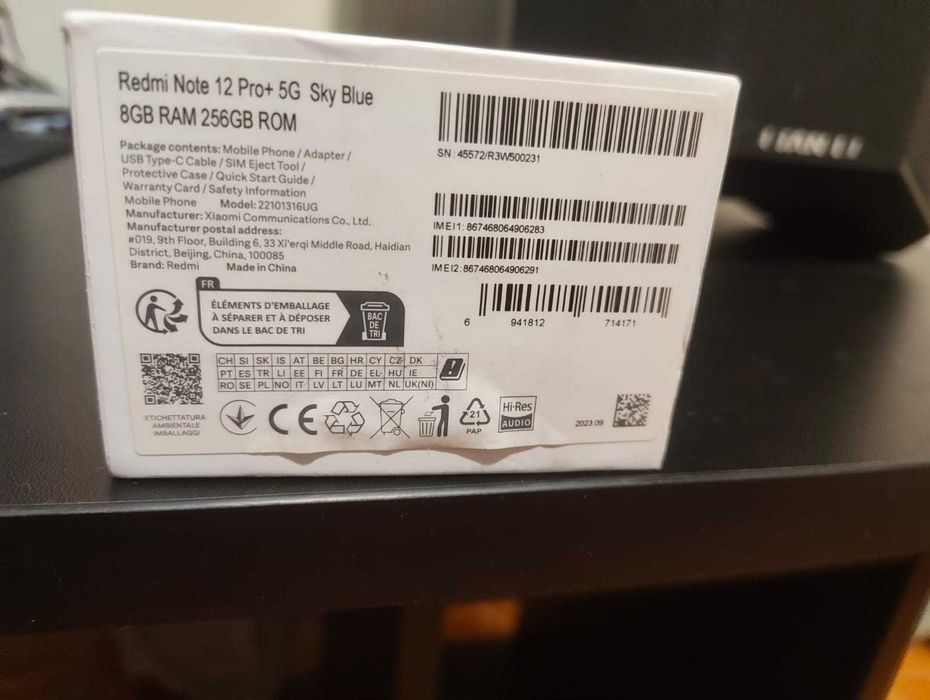 Redmi Note 12 Pro+ 5G Sky Blue
8GB RAM 256GB ROM
Package contents: Mobile Phone / Adapter /
USB Type-C Cable / SIM Eject Tool /
Protective Case / Quick Start Guide /
Warranty Card / Safety Information
Mobile Phone Model: 22101316UG
Manufacturer: Xiaomi Communications Co., Ltd.
Manufacturer postal address:
#019, 9th Floor, Building 6, 33 Xi'erqi Middle Road, Haidian
District, Beijing, China, 100085
Brand: Redmi Made in China
SN: 45572/R3W500231
IMEI1: 867468064906283
IMEI2: 867468064906291
6 941812 714171
FR
ÉLÉMENTS D'EMBALLAGE
À SÉPARER ET À DÉPOSER
DANS LE BAC DE TRI
BAC
DE
TRI
CH SI SK IS AT BE BG HR CY CZ DK
PT ES TR LI EE FI FR DE EL HU IE
RO SE PL NO IT LV LT LU MT NL UK(NI)
ETICHETTATURA
AMBIENTALE
IMBALLAGGI
CE
21
PAP
Hi-Res
AUDIO
2023.09